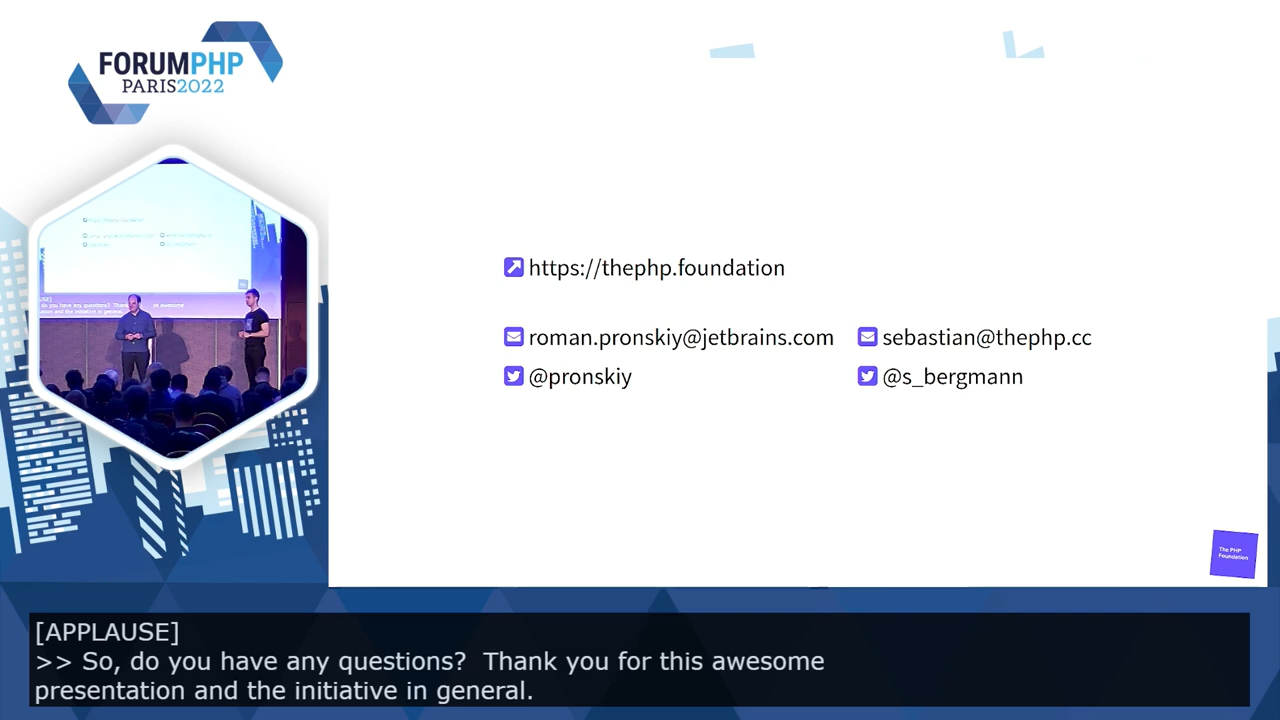 FORUMPHP
PARIS2022
https://thephp.foundation
roman.pronskiy@jetbrains.com
sebastian@thephp.cc
@pronskiy
@s_bergmann
The PHP
Foundation
[APPLAUSE]
>> So, do you have any questions?  Thank you for this awesome
presentation and the initiative in general.